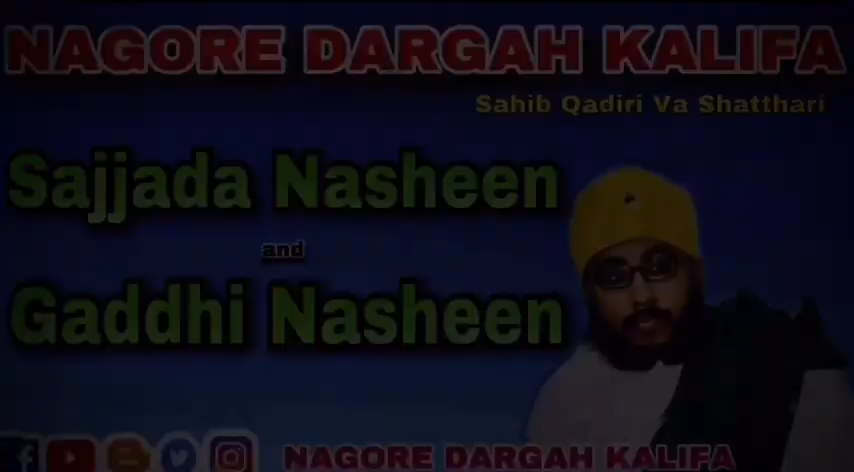 NAGORE DARGAH KALIFA
Sahib Qadiri Va Shatthari
Sajjada Nasheen
and
Gaddhi Nasheen
NAGORE DARGAH KALIFA